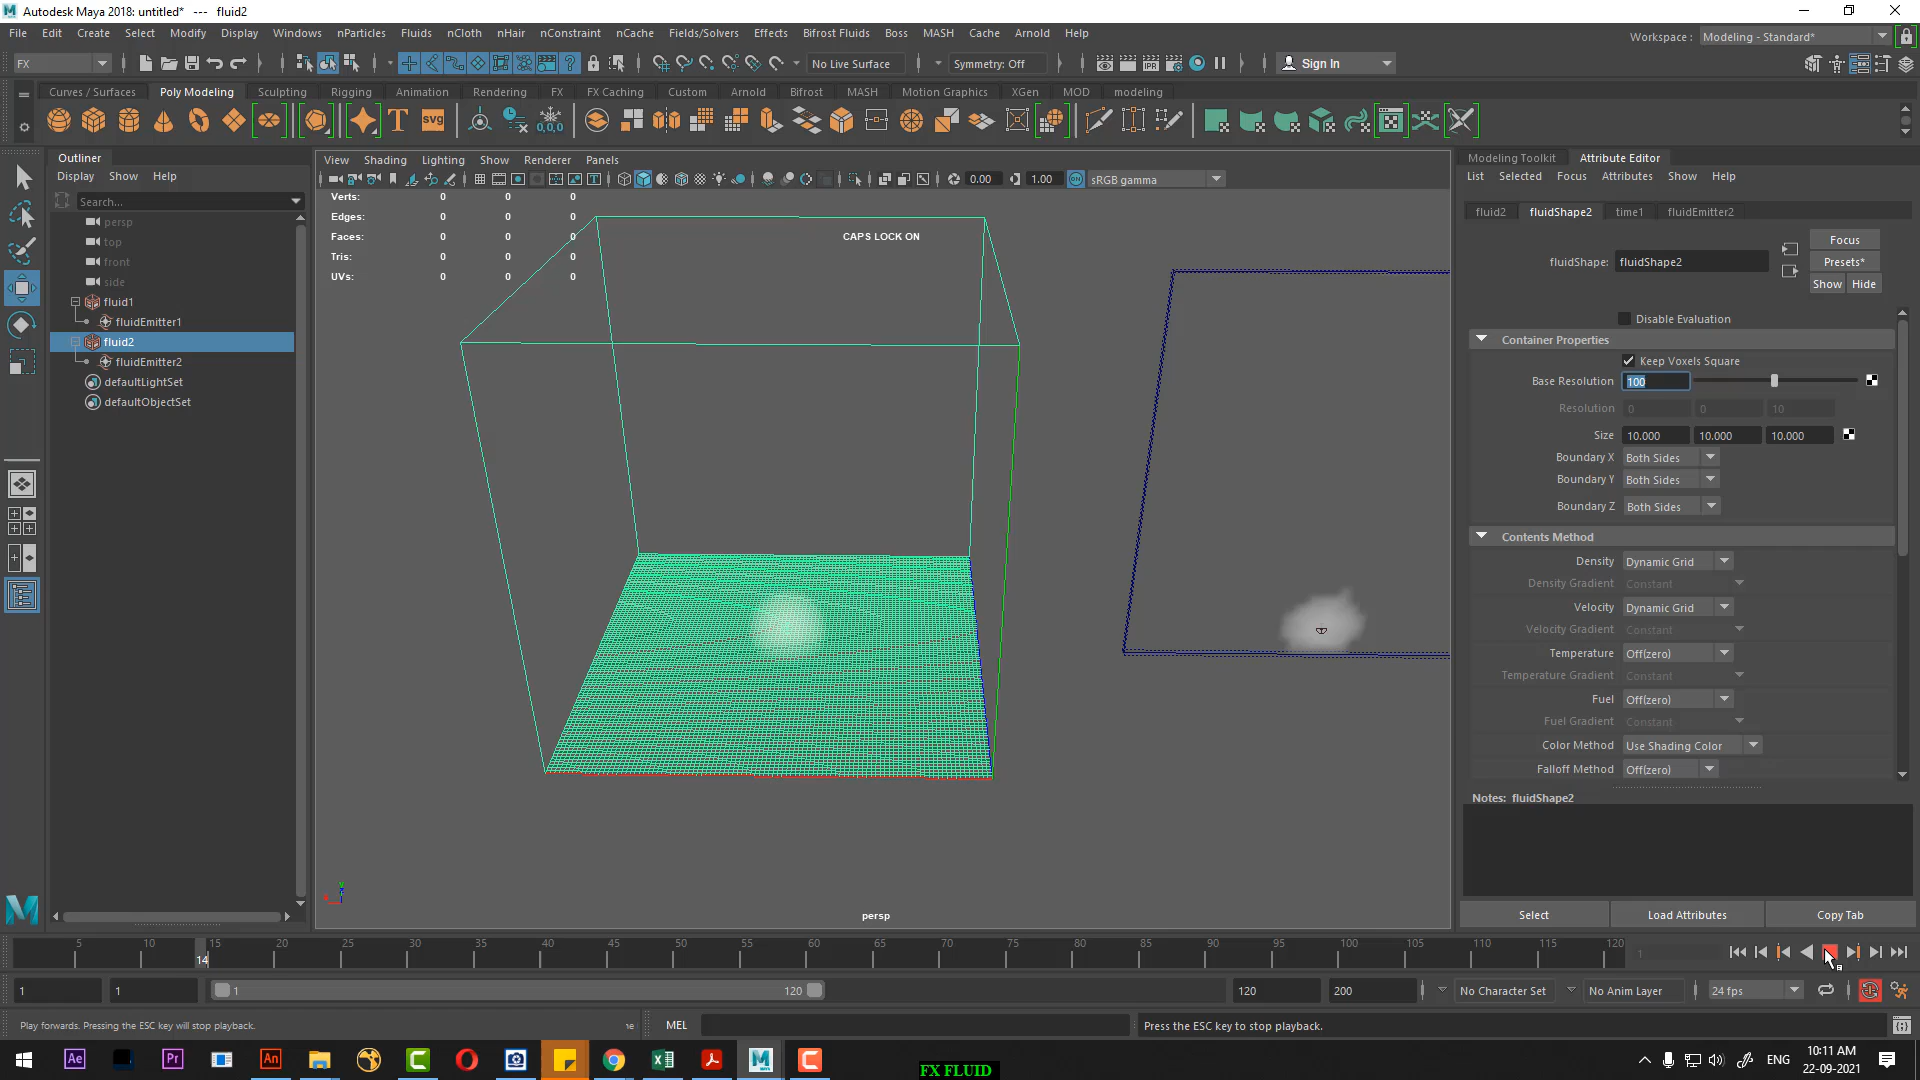 Autodesk Maya 2018: untitled*   ---   fluid2
File Edit Create Select Modify Display Windows nParticles Fluids nCloth nHair nConstraint nCache Fields/Solvers Effects Bifrost Fluids Boss MASH Cache Arnold Help
Workspace : Modeling - Standard*
FX
No Live Surface
Symmetry: Off
Sign In
Curves / Surfaces Poly Modeling Sculpting Rigging Animation Rendering FX FX Caching Custom Arnold Bifrost MASH Motion Graphics XGen MOD modeling
T svg 0,0,0
Outliner
Display Show Help
Search...
persp
top
front
side
fluid1
fluidEmitter1
fluid2
fluidEmitter2
defaultLightSet
defaultObjectSet
View Shading Lighting Show Renderer Panels
0.00 1.00 sRGB gamma
Verts: 0 0 0
Edges: 0 0 0
Faces: 0 0 0
Tris: 0 0 0
UVs: 0 0 0
CAPS LOCK ON
persp
Modeling Toolkit Attribute Editor
List Selected Focus Attributes Show Help
fluid2 fluidShape2 time1 fluidEmitter2
fluidShape: fluidShape2
Focus
Presets*
Show Hide
Disable Evaluation
Container Properties
Keep Voxels Square
Base Resolution 100
Resolution 0 0 10
Size 10.000 10.000 10.000
Boundary X Both Sides
Boundary Y Both Sides
Boundary Z Both Sides
Contents Method
Density Dynamic Grid
Density Gradient Constant
Velocity Dynamic Grid
Velocity Gradient Constant
Temperature Off(zero)
Temperature Gradient Constant
Fuel Off(zero)
Fuel Gradient Constant
Color Method Use Shading Color
Falloff Method Off(zero)
Notes: fluidShape2
Select Load Attributes Copy Tab
5 10 15 20 25 30 35 40 45 50 55 60 65 70 75 80 85 90 95 100 105 110 115 120
14
1
1 1 1 120 120 200 No Character Set No Anim Layer 24 fps
Play forwards. Pressing the ESC key will stop playback.
MEL
Press the ESC key to stop playback.
Ae Pr An
FX FLUID
ENG
10:11 AM
22-09-2021